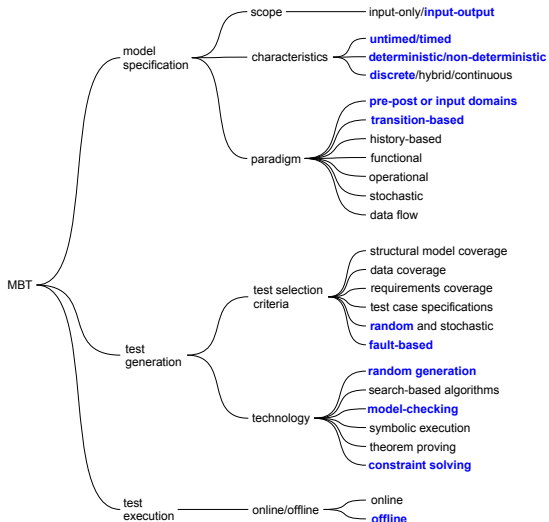 scope
input-only/input-output
model
specification
characteristics
untimed/timed
deterministic/non-deterministic
discrete/hybrid/continuous
paradigm
pre-post or input domains
transition-based
history-based
functional
operational
stochastic
data flow
MBT
test
generation
test selection
criteria
structural model coverage
data coverage
requirements coverage
test case specifications
random and stochastic
fault-based
technology
random generation
search-based algorithms
model-checking
symbolic execution
theorem proving
constraint solving
test
execution
online/offline
online
offline